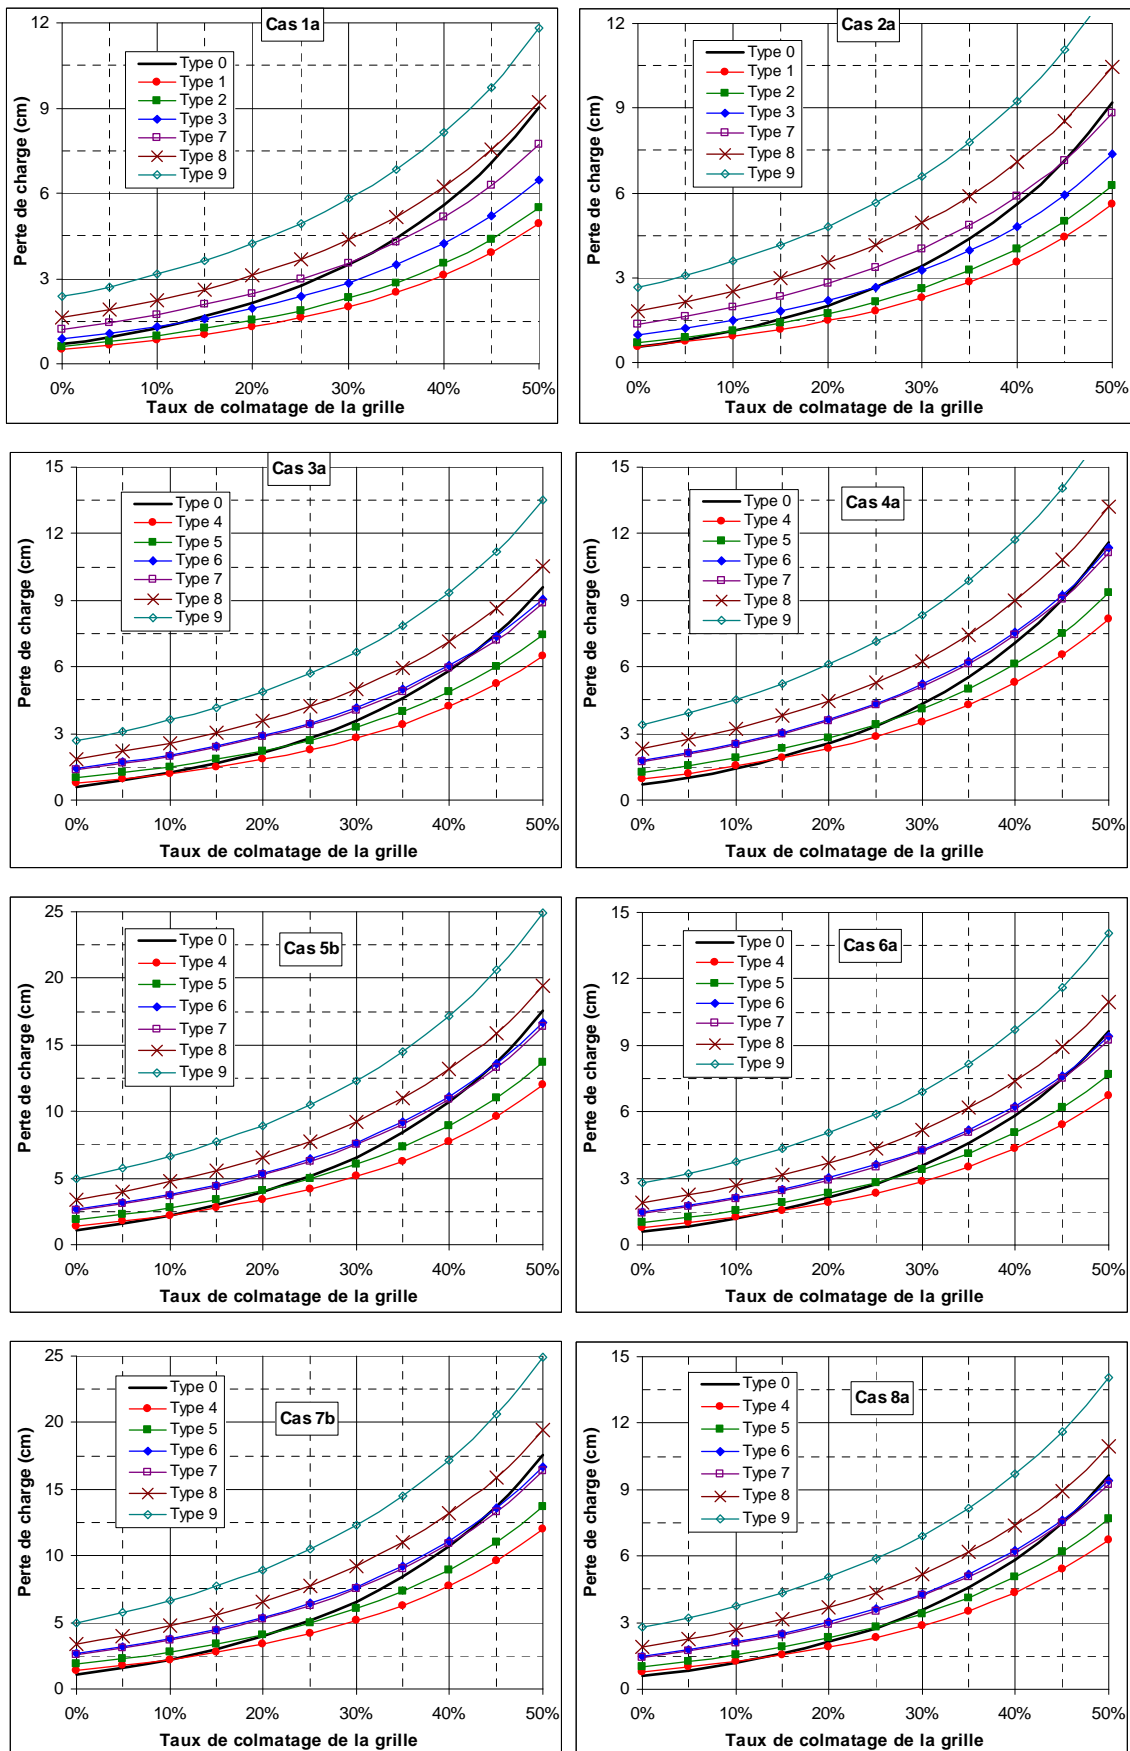 Cas 1a
Perte de charge (cm)
12
9
6
3
0
Type 0
Type 1
Type 2
Type 3
Type 7
Type 8
Type 9
0% 10% 20% 30% 40% 50%
Taux de colmatage de la grille
Cas 2a
Perte de charge (cm)
12
9
6
3
0
Type 0
Type 1
Type 2
Type 3
Type 7
Type 8
Type 9
0% 10% 20% 30% 40% 50%
Taux de colmatage de la grille
Cas 3a
Perte de charge (cm)
15
12
9
6
3
0
Type 0
Type 4
Type 5
Type 6
Type 7
Type 8
Type 9
0% 10% 20% 30% 40% 50%
Taux de colmatage de la grille
Cas 4a
Perte de charge (cm)
15
12
9
6
3
0
Type 0
Type 4
Type 5
Type 6
Type 7
Type 8
Type 9
0% 10% 20% 30% 40% 50%
Taux de colmatage de la grille
Cas 5b
Perte de charge (cm)
25
20
15
10
5
0
Type 0
Type 4
Type 5
Type 6
Type 7
Type 8
Type 9
0% 10% 20% 30% 40% 50%
Taux de colmatage de la grille
Cas 6a
Perte de charge (cm)
15
12
9
6
3
0
Type 0
Type 4
Type 5
Type 6
Type 7
Type 8
Type 9
0% 10% 20% 30% 40% 50%
Taux de colmatage de la grille
Cas 7b
Perte de charge (cm)
25
20
15
10
5
0
Type 0
Type 4
Type 5
Type 6
Type 7
Type 8
Type 9
0% 10% 20% 30% 40% 50%
Taux de colmatage de la grille
Cas 8a
Perte de charge (cm)
15
12
9
6
3
0
Type 0
Type 4
Type 5
Type 6
Type 7
Type 8
Type 9
0% 10% 20% 30% 40% 50%
Taux de colmatage de la grille